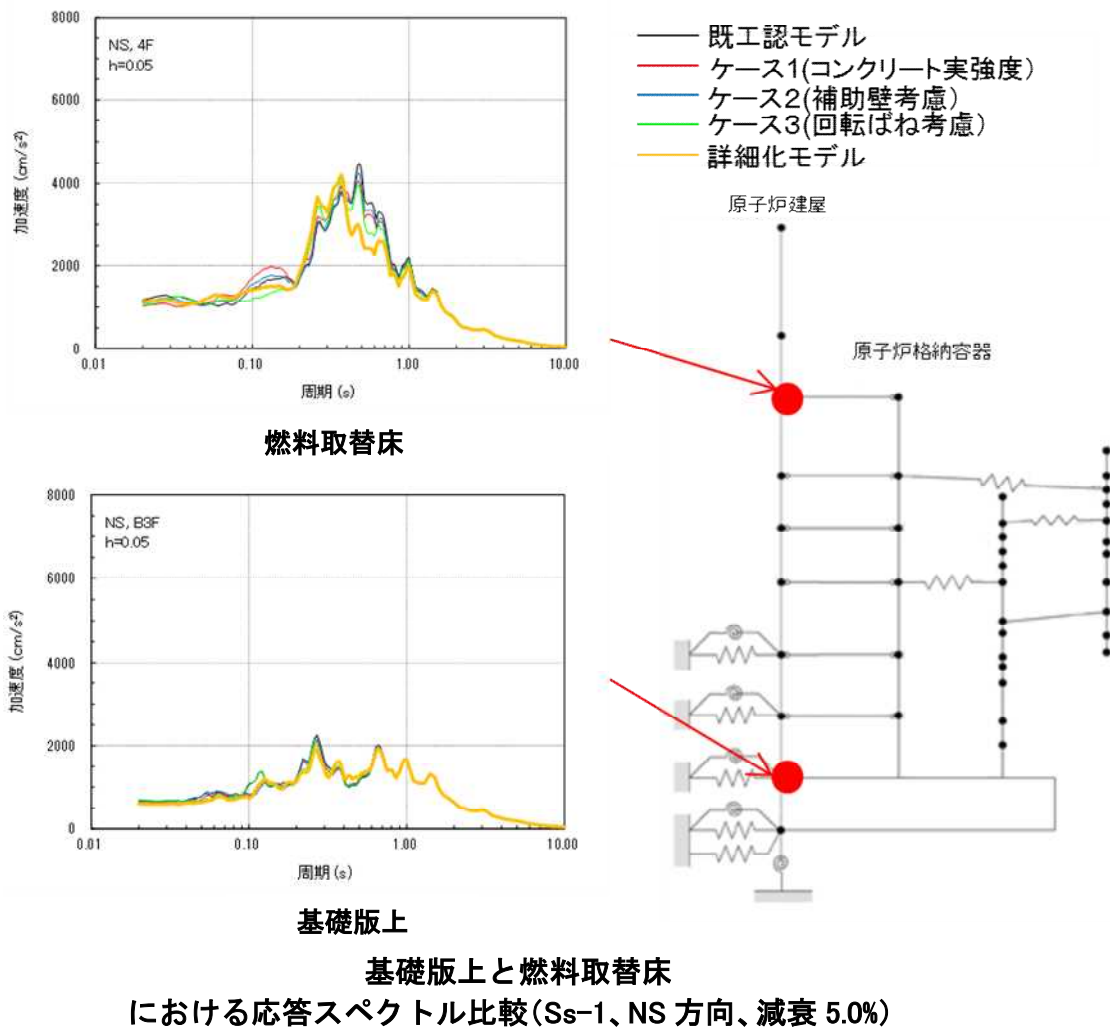 8000
6000
4000
2000
0
NS, 4F
h=0.05
加速度 (cm/s²)
0.01
0.10
1.00
10.00
周期 (s)
燃料取替床
既工認モデル
ケース1(コンクリート実強度)
ケース2(補助壁考慮)
ケース3(回転ばね考慮)
詳細化モデル
原子炉建屋
原子炉格納容器
8000
6000
4000
2000
0
NS, B3F
h=0.05
加速度 (cm/s²)
0.01
0.10
1.00
10.00
周期 (s)
基礎版上
基礎版上と燃料取替床
における応答スペクトル比較(Ss-1、NS 方向、減衰 5.0%)